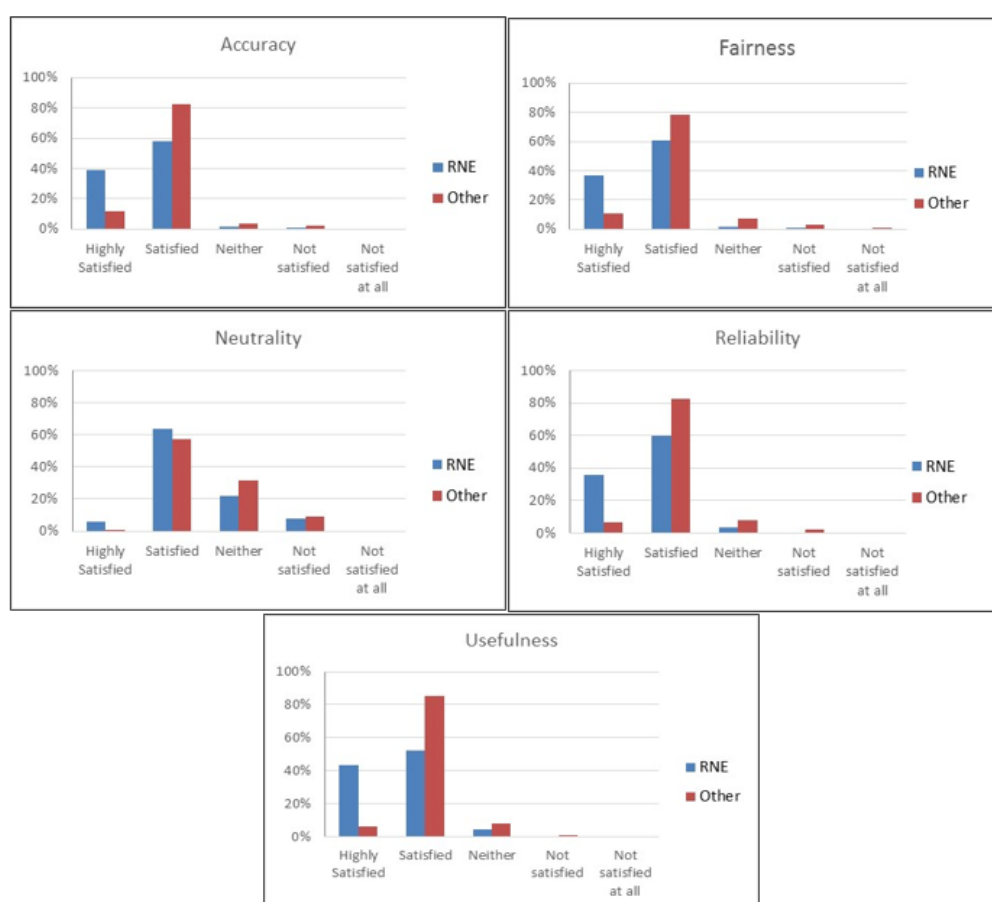 Accuracy
100%
80%
60%
40%
20%
0%
Highly
Satisfied
Satisfied
Neither
Not
satisfied
Not
satisfied
at all
RNE
Other
Fairness
100%
80%
60%
40%
20%
0%
Highly
Satisfied
Satisfied
Neither
Not
satisfied
Not
satisfied
at all
RNE
Other
Neutrality
100%
80%
60%
40%
20%
0%
Highly
Satisfied
Satisfied
Neither
Not
satisfied
Not
satisfied
at all
RNE
Other
Reliability
100%
80%
60%
40%
20%
0%
Highly
Satisfied
Satisfied
Neither
Not
satisfied
Not
satisfied
at all
RNE
Other
Usefulness
100%
80%
60%
40%
20%
0%
Highly
Satisfied
Satisfied
Neither
Not
satisfied
Not
satisfied
at all
RNE
Other